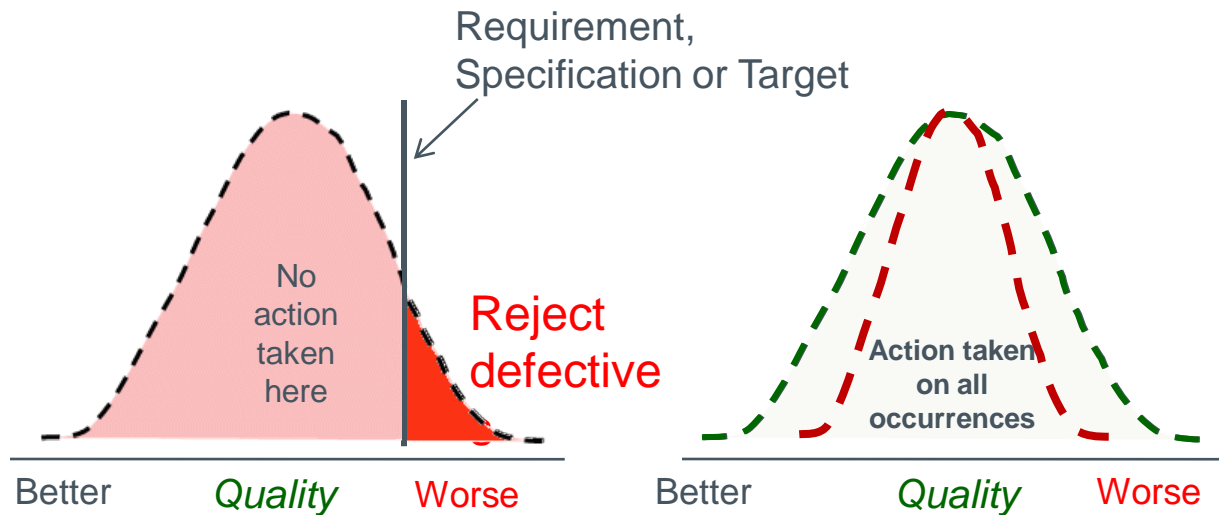 Requirement,
Specification or Target
No
action
taken
here
Reject
defective
Better
Quality
Worse
Action taken
on all
occurrences
Better
Quality
Worse